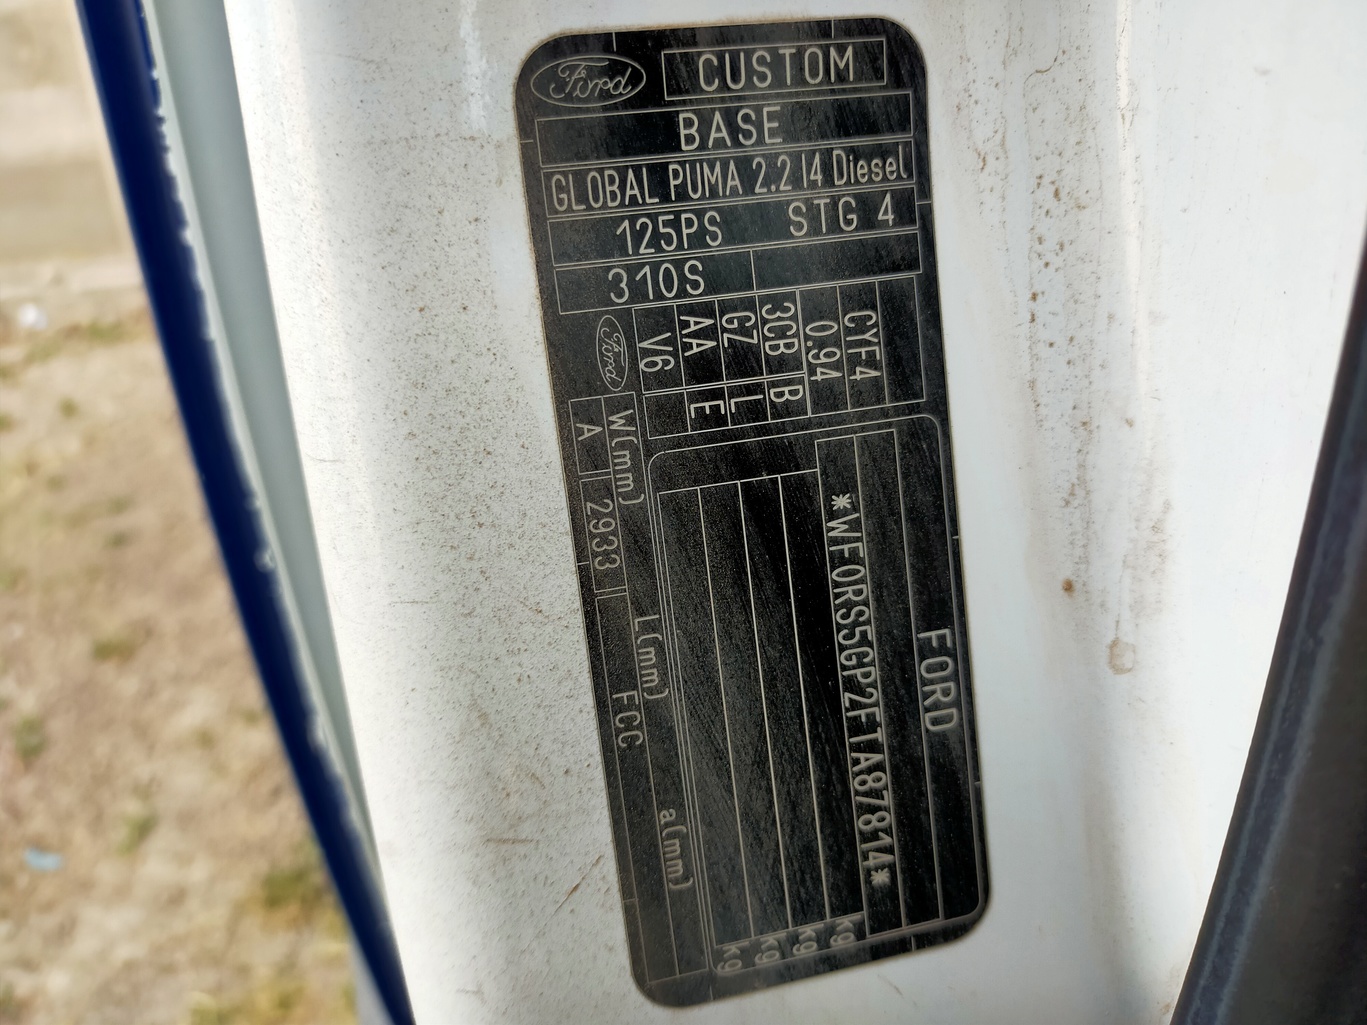 Ford CUSTOM
BASE
GLOBAL PUMA 2.2 I4 Diesel
125PS STG 4
310S
CYF4
0.94
3CB B
GZ L
AA E
V6
Ford
FORD
*WF0RS5GP2FTA87814*
kg
kg
kg
kg
W(mm) L(mm) a(mm)
A 2933 FCC